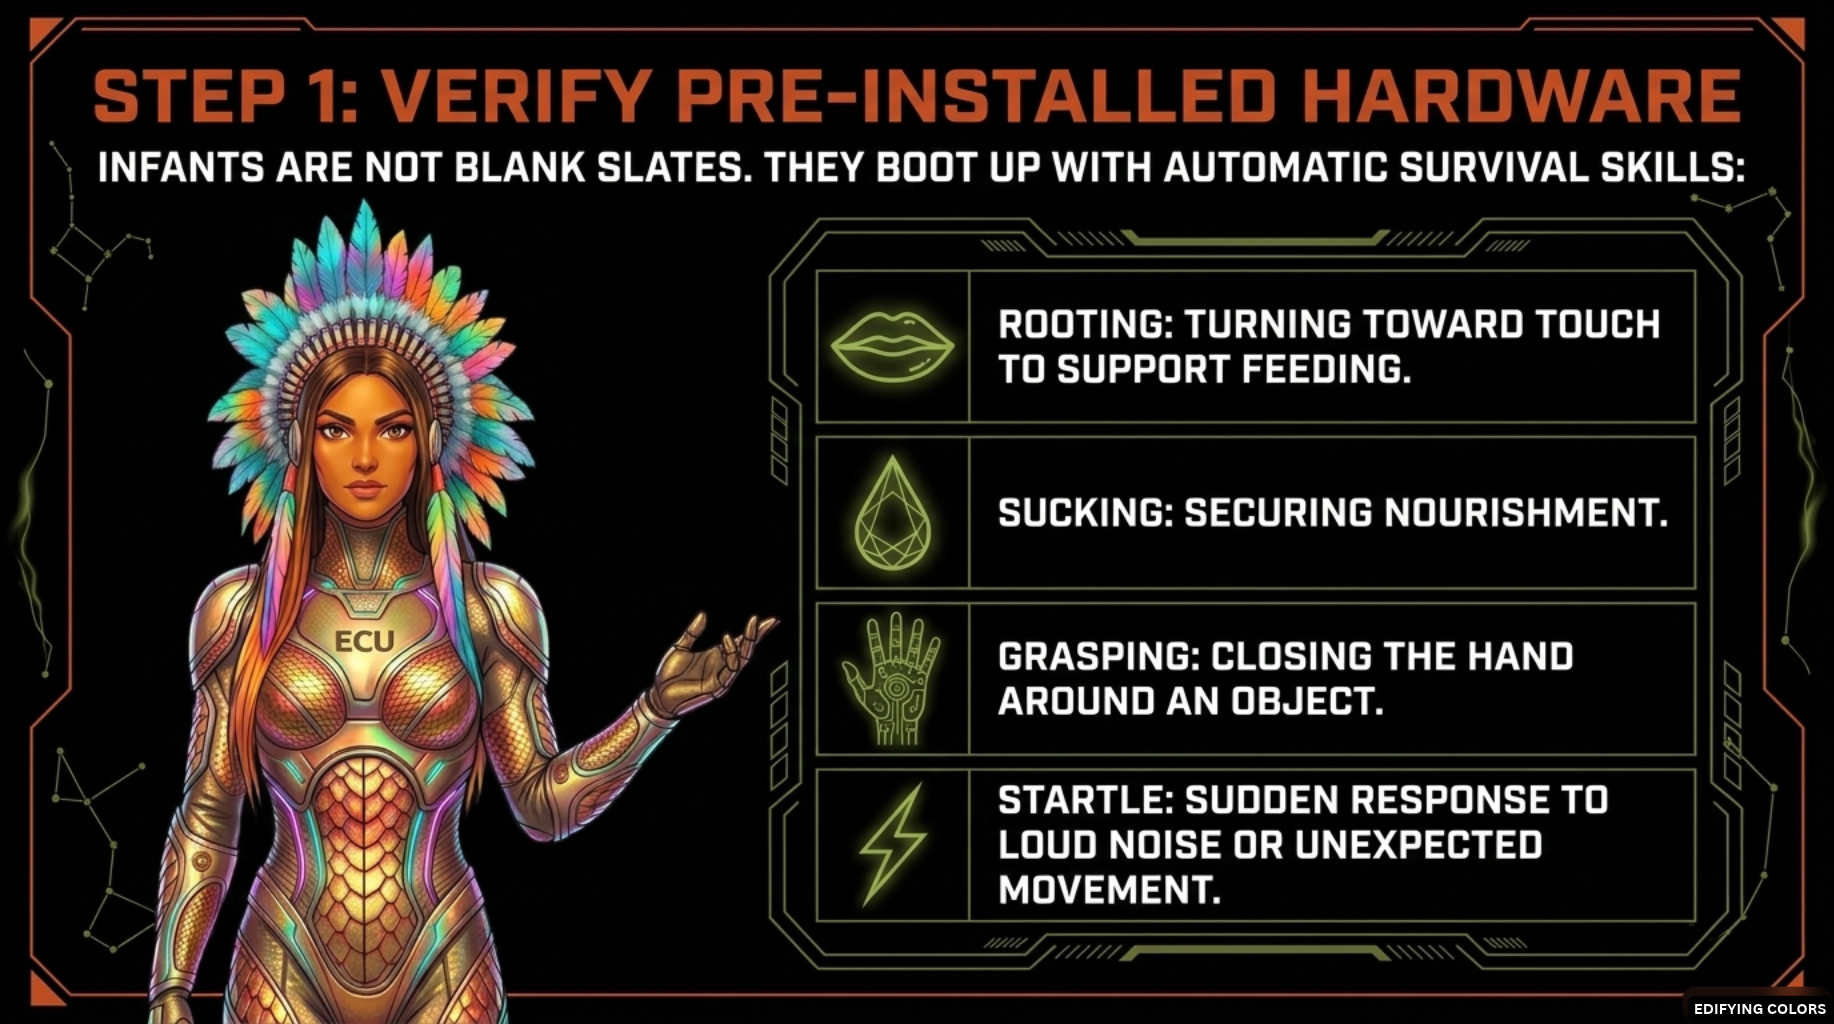 STEP 1: VERIFY PRE-INSTALLED HARDWARE
INFANTS ARE NOT BLANK SLATES. THEY BOOT UP WITH AUTOMATIC SURVIVAL SKILLS:
ECU
ROOTING: TURNING TOWARD TOUCH
TO SUPPORT FEEDING.
SUCKING: SECURING NOURISHMENT.
GRASPING: CLOSING THE HAND
AROUND AN OBJECT.
STARTLE: SUDDEN RESPONSE TO
LOUD NOISE OR UNEXPECTED
MOVEMENT.
EDIFYING COLORS